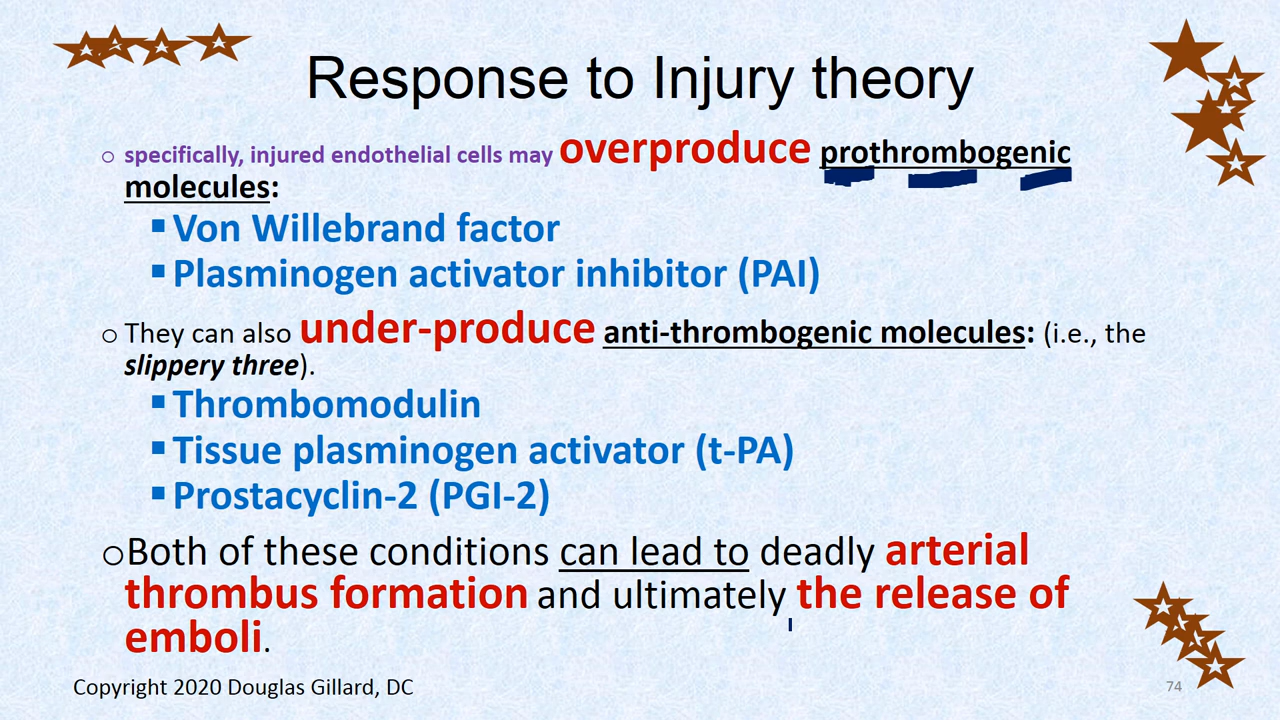 Response to Injury theory
o specifically, injured endothelial cells may overproduce prothrombogenic
molecules:
▪ Von Willebrand factor
▪ Plasminogen activator inhibitor (PAI)
o They can also under-produce anti-thrombogenic molecules: (i.e., the
slippery three).
▪ Thrombomodulin
▪ Tissue plasminogen activator (t-PA)
▪ Prostacyclin-2 (PGI-2)
o Both of these conditions can lead to deadly arterial
thrombus formation and ultimately the release of
emboli.
Copyright 2020 Douglas Gillard, DC
74